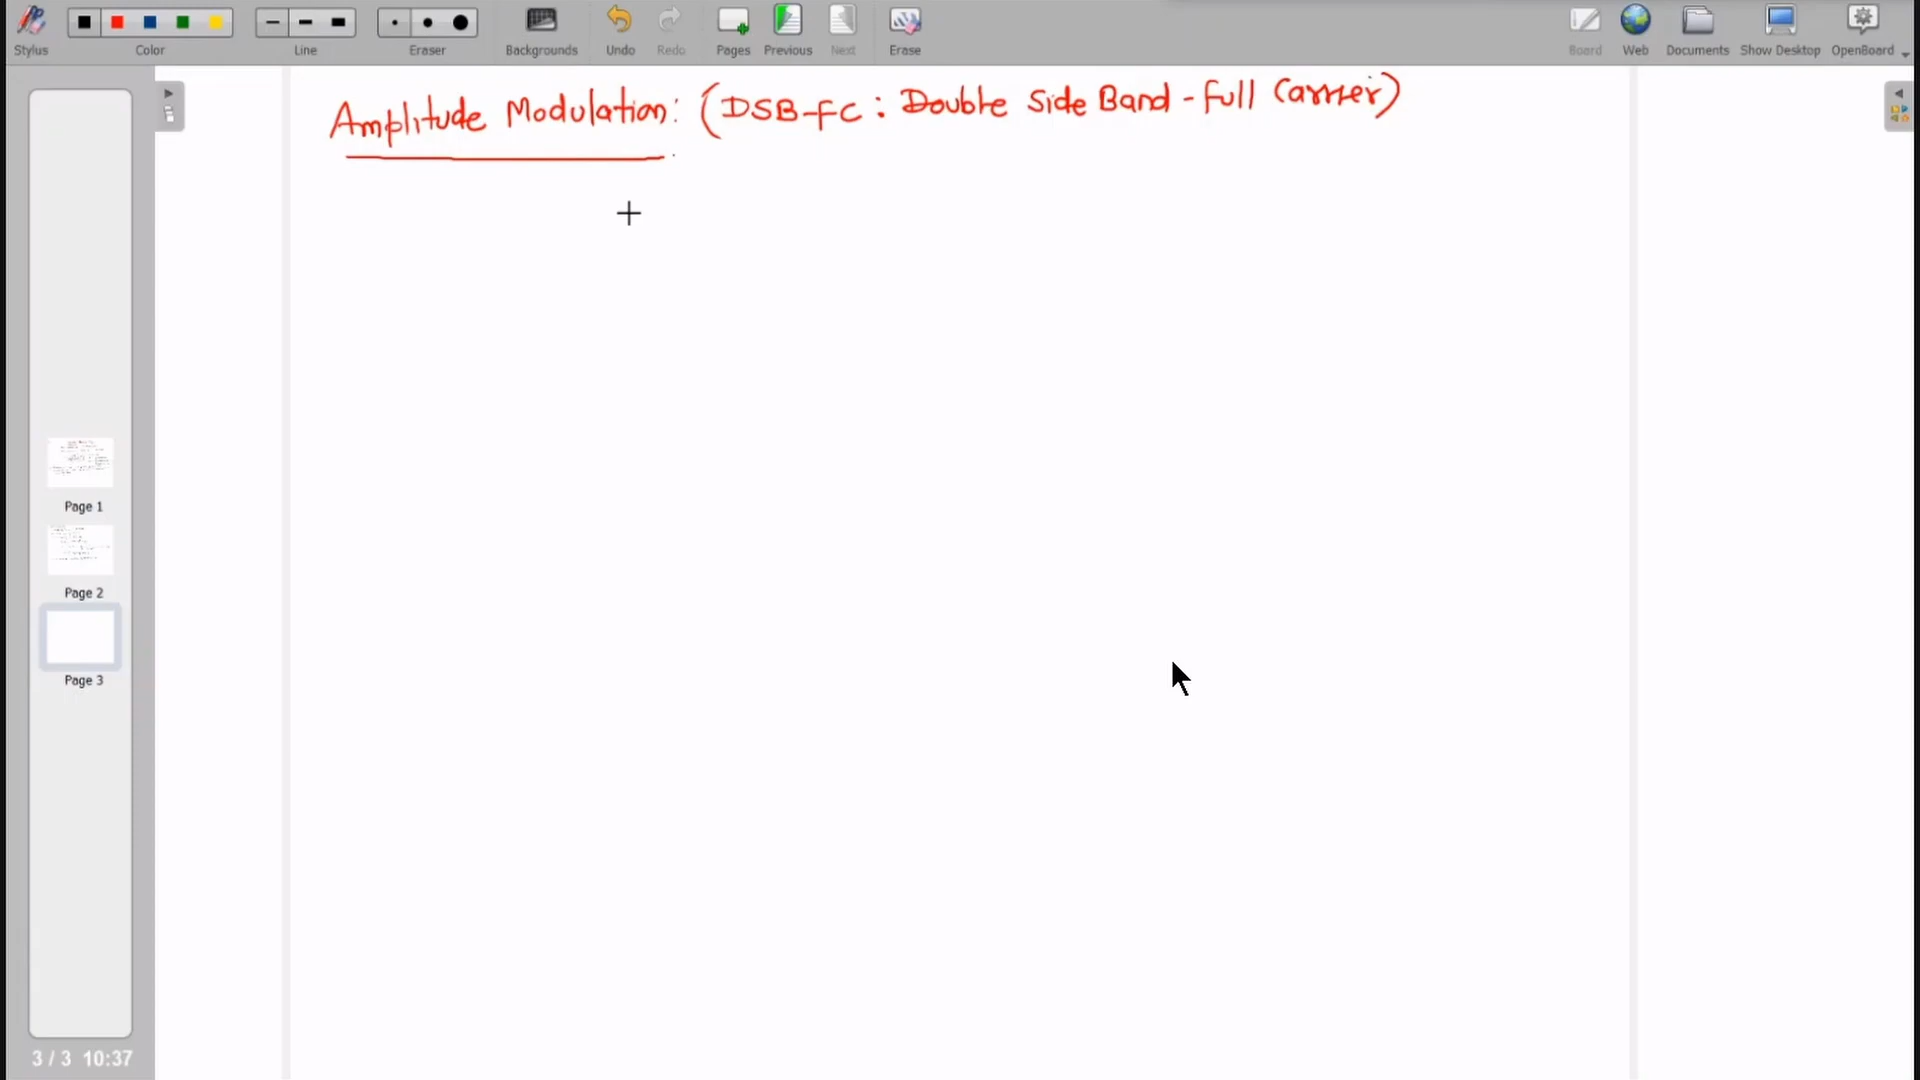 Stylus
Color
Line
Eraser
Backgrounds
Undo
Redo
Pages
Previous
Next
Erase
Board
Web
Documents
Show Desktop
OpenBoard
Amplitude Modulation: (DSB-FC: Double Side Band - Full Carrier)
Page 1
Page 2
Page 3
3 / 3 10:37